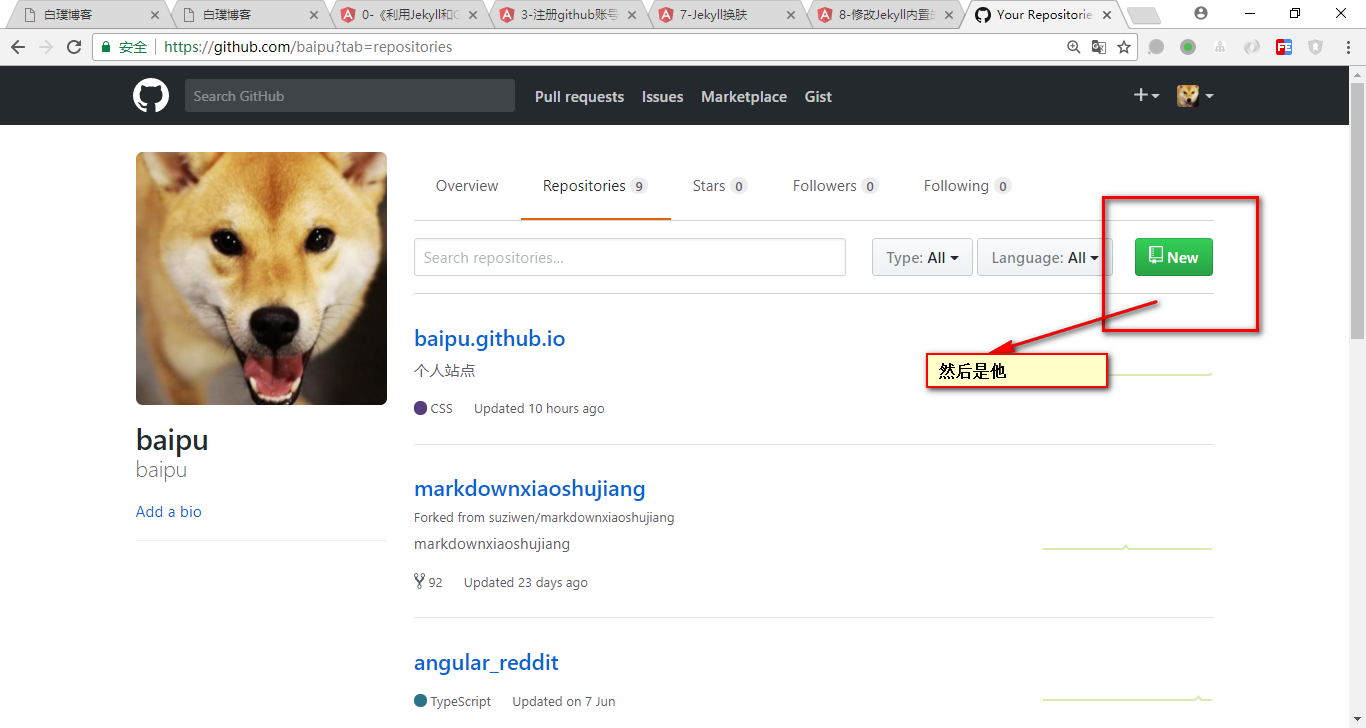 白璞博客
白璞博客
0-《利用Jekyll和G
3-注册github账号
7-Jekyll换肤
8-修改Jekyll内置的
Your Repositories
安全 https://github.com/baipu?tab=repositories
Search GitHub Pull requests Issues Marketplace Gist
Overview Repositories 9 Stars 0 Followers 0 Following 0
Search repositories... Type: All Language: All New
baipu.github.io
个人站点
然后是他
CSS Updated 10 hours ago
baipu
baipu
Add a bio
markdownxiaoshujiang
Forked from suziwen/markdownxiaoshujiang
markdownxiaoshujiang
92 Updated 23 days ago
angular_reddit
TypeScript Updated on 7 Jun